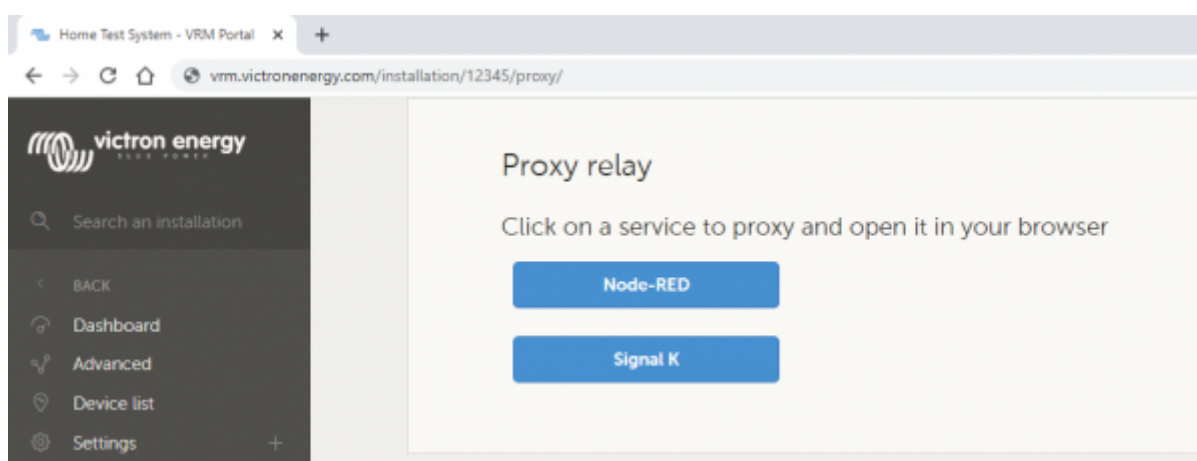 Home Test System - VRM Portal
vrm.victronenergy.com/installation/12345/proxy/
victron energy
BLUE POWER
Search an installation
BACK
Dashboard
Advanced
Device list
Settings
Proxy relay
Click on a service to proxy and open it in your browser
Node-RED
Signal K